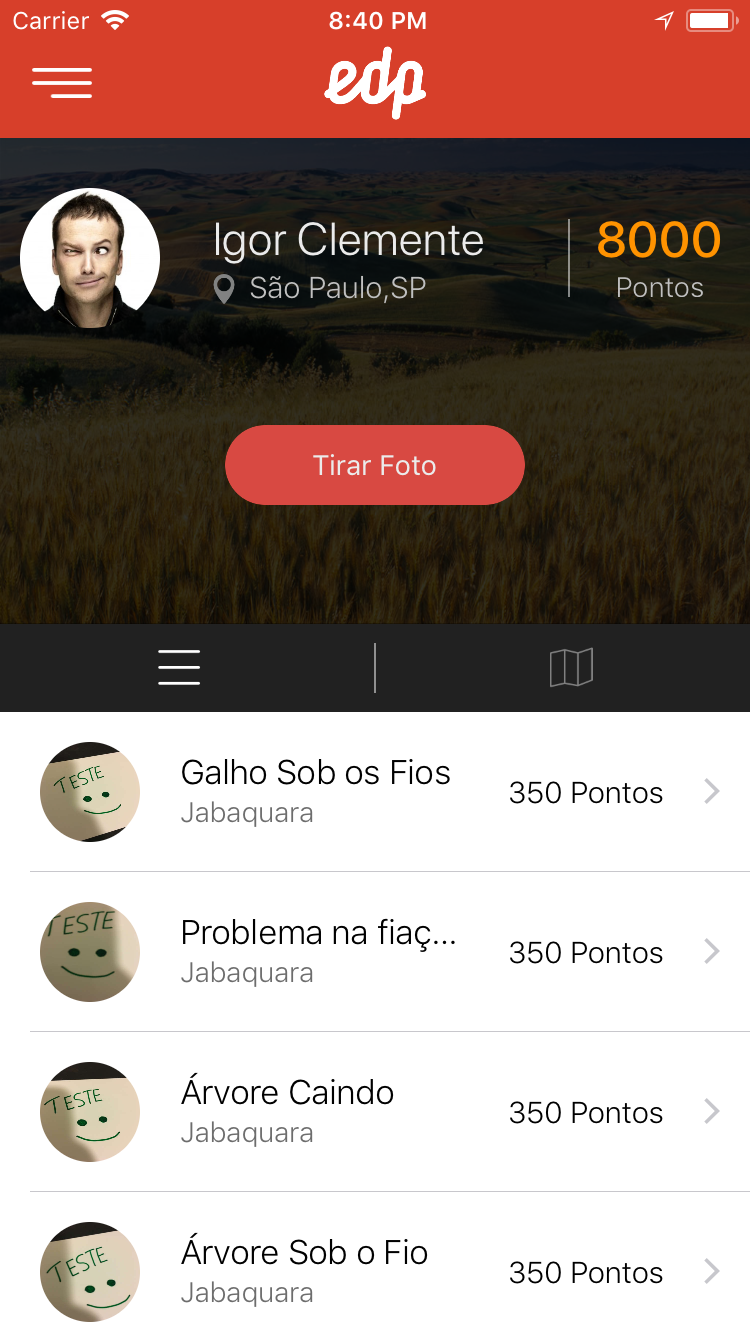 Carrier
8:40 PM
edp
Igor Clemente
São Paulo,SP
8000
Pontos
Tirar Foto
TESTE
Galho Sob os Fios
Jabaquara
350 Pontos
TESTE
Problema na fiaç...
Jabaquara
350 Pontos
TESTE
Árvore Caindo
Jabaquara
350 Pontos
TESTE
Árvore Sob o Fio
Jabaquara
350 Pontos